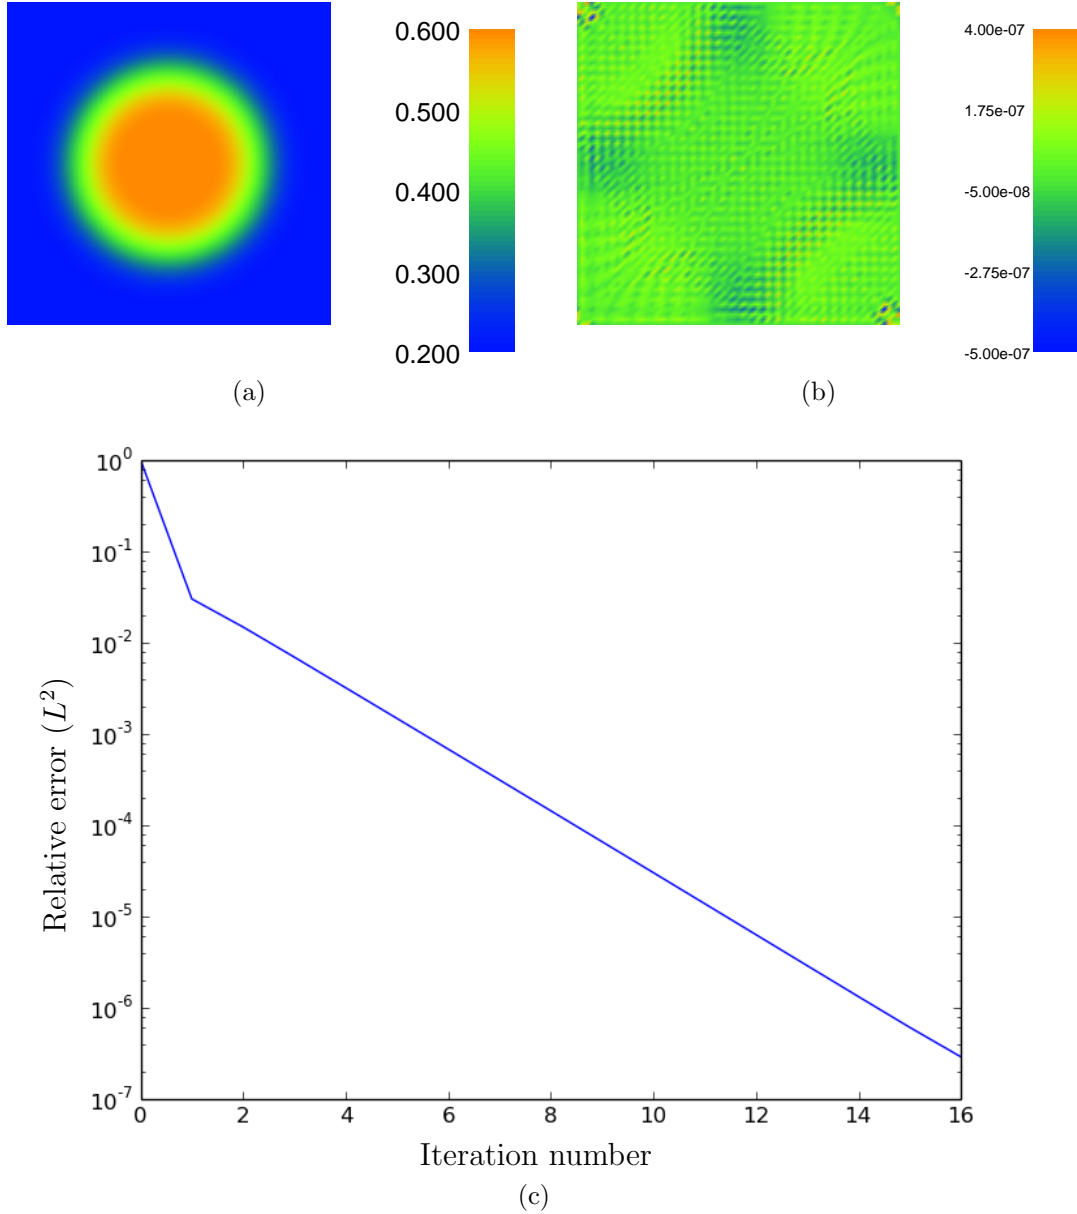 0.600
0.500
0.400
0.300
0.200
(a)
4.00e-07
1.75e-07
-5.00e-08
-2.75e-07
-5.00e-07
(b)
10^0
10^-1
10^-2
10^-3
10^-4
10^-5
10^-6
10^-7
Relative error (L^2)
0 2 4 6 8 10 12 14 16
Iteration number
(c)